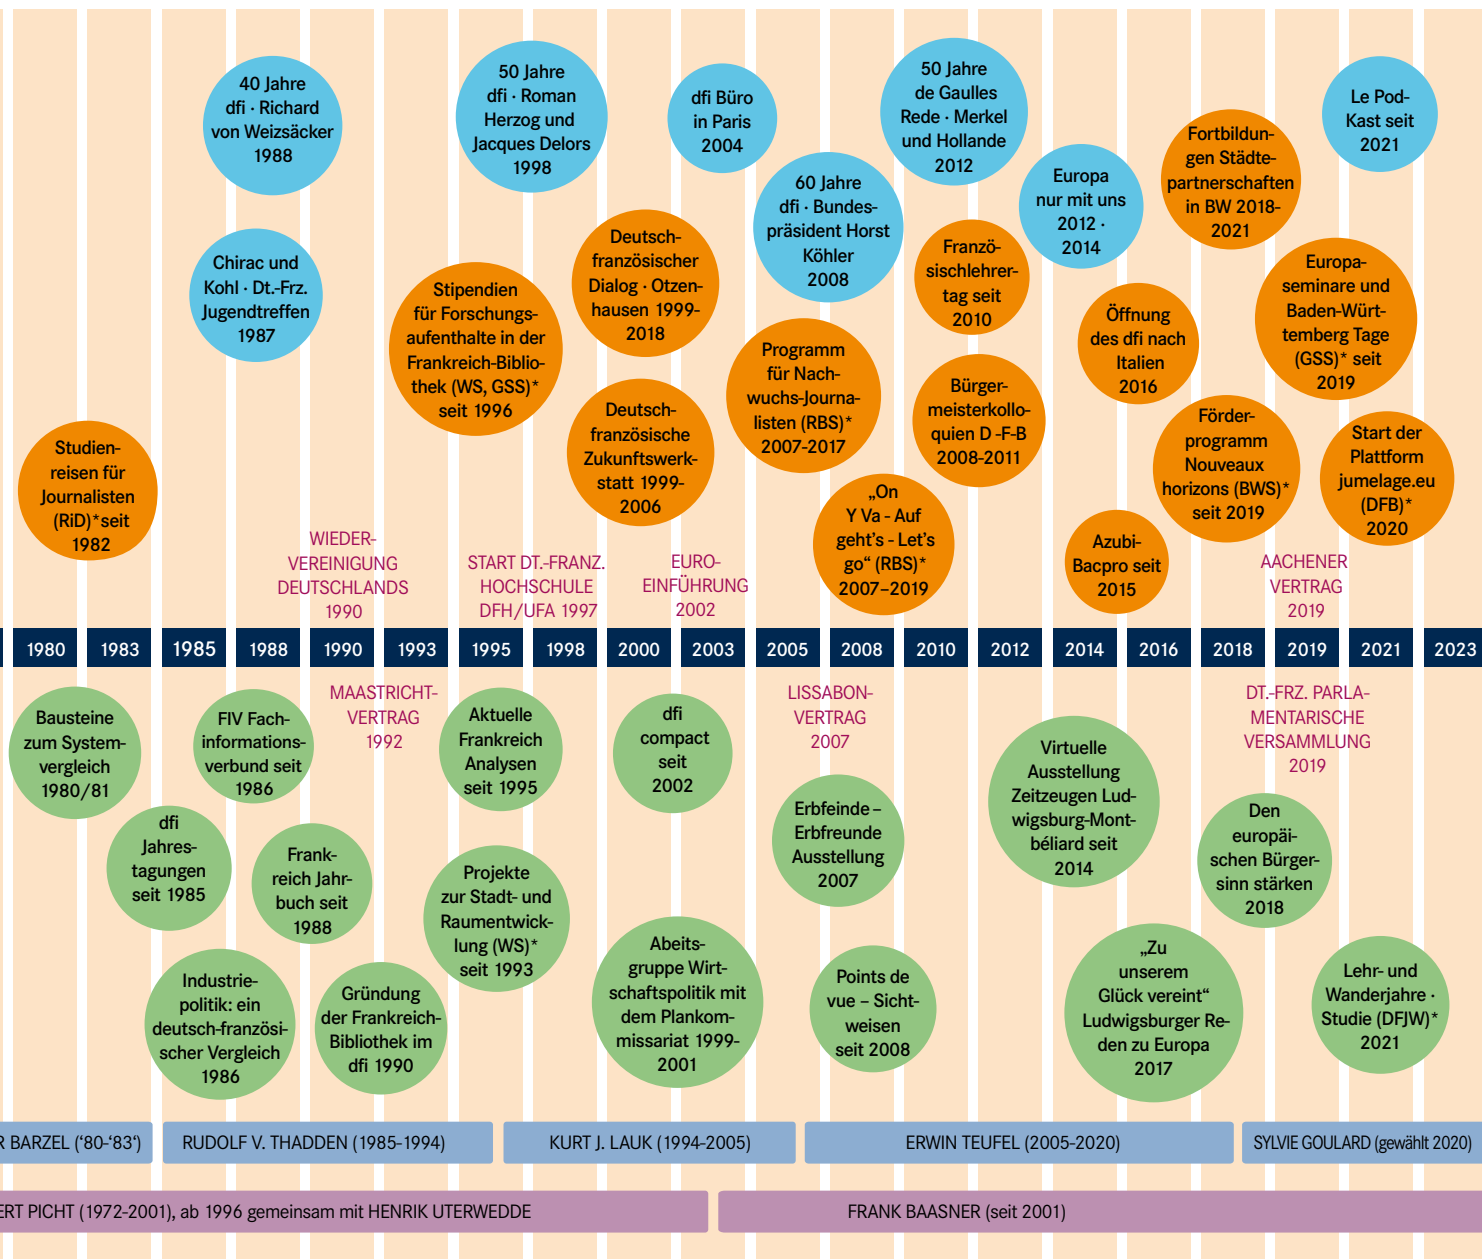 40 Jahre
dfi · Richard
von Weizsäcker
1988
50 Jahre
dfi · Roman
Herzog und
Jacques Delors
1998
dfi Büro
in Paris
2004
50 Jahre
de Gaulles
Rede · Merkel
und Hollande
2012
Le Pod-
Kast seit
2021
Fortbildun-
gen Städte-
partnerschaften
in BW 2018-
2021
Europa
nur mit uns
2012 ·
2014
60 Jahre
dfi · Bundes-
präsident Horst
Köhler
2008
Chirac und
Kohl · Dt.-Frz.
Jugendtreffen
1987
Stipendien
für Forschungs-
aufenthalte in der
Frankreich-Biblio-
thek (WS, GSS)*
seit 1996
Deutsch-
französischer
Dialog · Otzen-
hausen 1999-
2018
Franzö-
sischlehrer-
tag seit
2010
Öffnung
des dfi nach
Italien
2016
Europa-
seminare und
Baden-Würt-
temberg Tage
(GSS)* seit
2019
Programm
für Nach-
wuchs-Journa-
listen (RBS)*
2007-2017
Bürger-
meisterkollo-
quien D -F-B
2008-2011
Studien-
reisen für
Journalisten
(RiD)*seit
1982
Deutsch-
französische
Zukunftswerk-
statt 1999-
2006
„On
Y Va - Auf
geht’s - Let’s
go“ (RBS)*
2007–2019
Förder-
programm
Nouveaux
horizons (BWS)*
seit 2019
Start der
Plattform
jumelage.eu
(DFB)*
2020
Azubi-
Bacpro seit
2015
WIEDER-
VEREINIGUNG
DEUTSCHLANDS
1990
START DT.-FRANZ.
HOCHSCHULE
DFH/UFA 1997
EURO-
EINFÜHRUNG
2002
AACHENER
VERTRAG
2019
1980 1983 1985 1988 1990 1993 1995 1998 2000 2003 2005 2008 2010 2012 2014 2016 2018 2019 2021 2023
Bausteine
zum System-
vergleich
1980/81
FIV Fach-
informations-
verbund seit
1986
MAASTRICHT-
VERTRAG
1992
Aktuelle
Frankreich
Analysen
seit 1995
dfi
compact
seit
2002
LISSABON-
VERTRAG
2007
DT.-FRZ. PARLA-
MENTARISCHE
VERSAMMLUNG
2019
Virtuelle
Ausstellung
Zeitzeugen Lud-
wigsburg-Mont-
béliard seit
2014
Erbfeinde –
Erbfreunde
Ausstellung
2007
Den
europäi-
schen Bürger-
sinn stärken
2018
dfi
Jahres-
tagungen
seit 1985
Frank-
reich Jahr-
buch seit
1988
Projekte
zur Stadt- und
Raumentwick-
lung (WS)*
seit 1993
Industrie-
politik: ein
deutsch-französi-
scher Vergleich
1986
Gründung
der Frankreich-
Bibliothek im
dfi 1990
Abeits-
gruppe Wirt-
schaftspolitik mit
dem Plankom-
missariat 1999-
2001
Points de
vue – Sicht-
weisen
seit 2008
„Zu
unserem
Glück vereint“
Ludwigsburger Re-
den zu Europa
2017
Lehr- und
Wanderjahre ·
Studie (DFJW)*
2021
R BARZEL (‘80-‘83‘)
RUDOLF V. THADDEN (1985-1994)
KURT J. LAUK (1994-2005)
ERWIN TEUFEL (2005-2020)
SYLVIE GOULARD (gewählt 2020)
ERT PICHT (1972-2001), ab 1996 gemeinsam mit HENRIK UTERWEDDE
FRANK BAASNER (seit 2001)